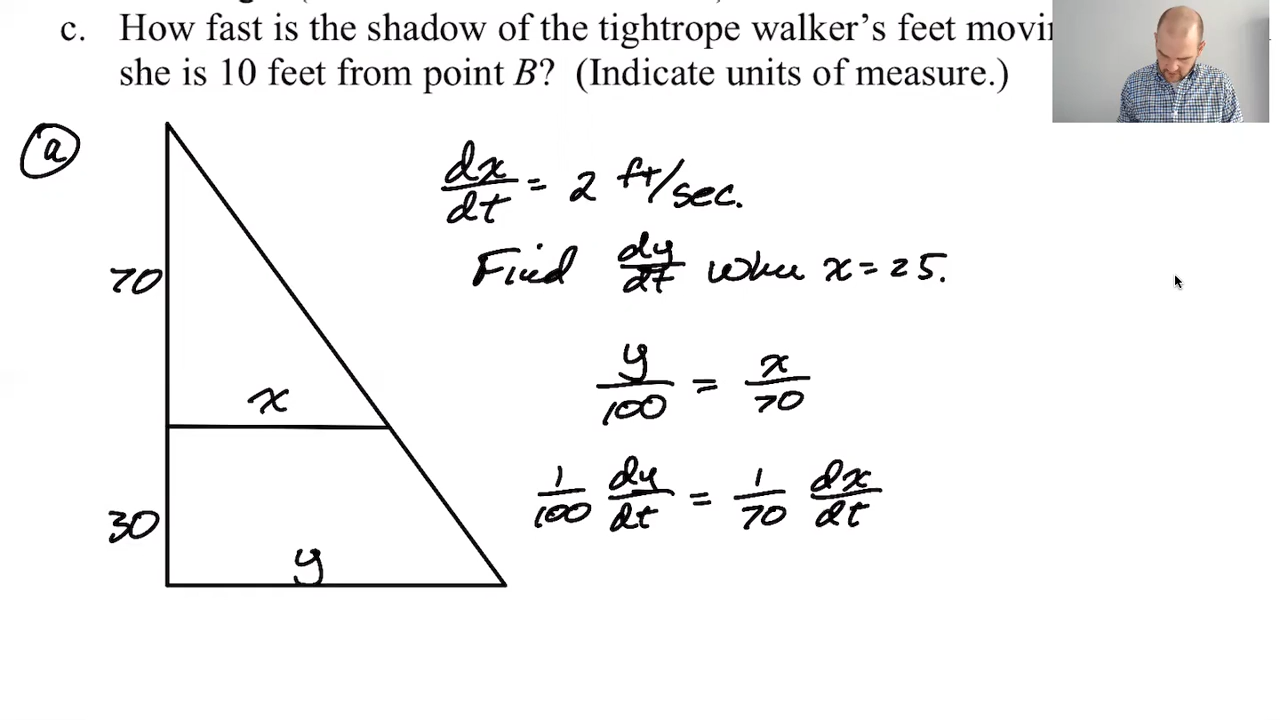 c. How fast is the shadow of the tightrope walker's feet
she is 10 feet from point B? (Indicate units of measure.)
a
dx/dt = 2 ft/sec.
Find dy/dt when x = 25.
70
y/100 = x/70
x
1/100 dy/dt = 1/70 dx/dt
30
y